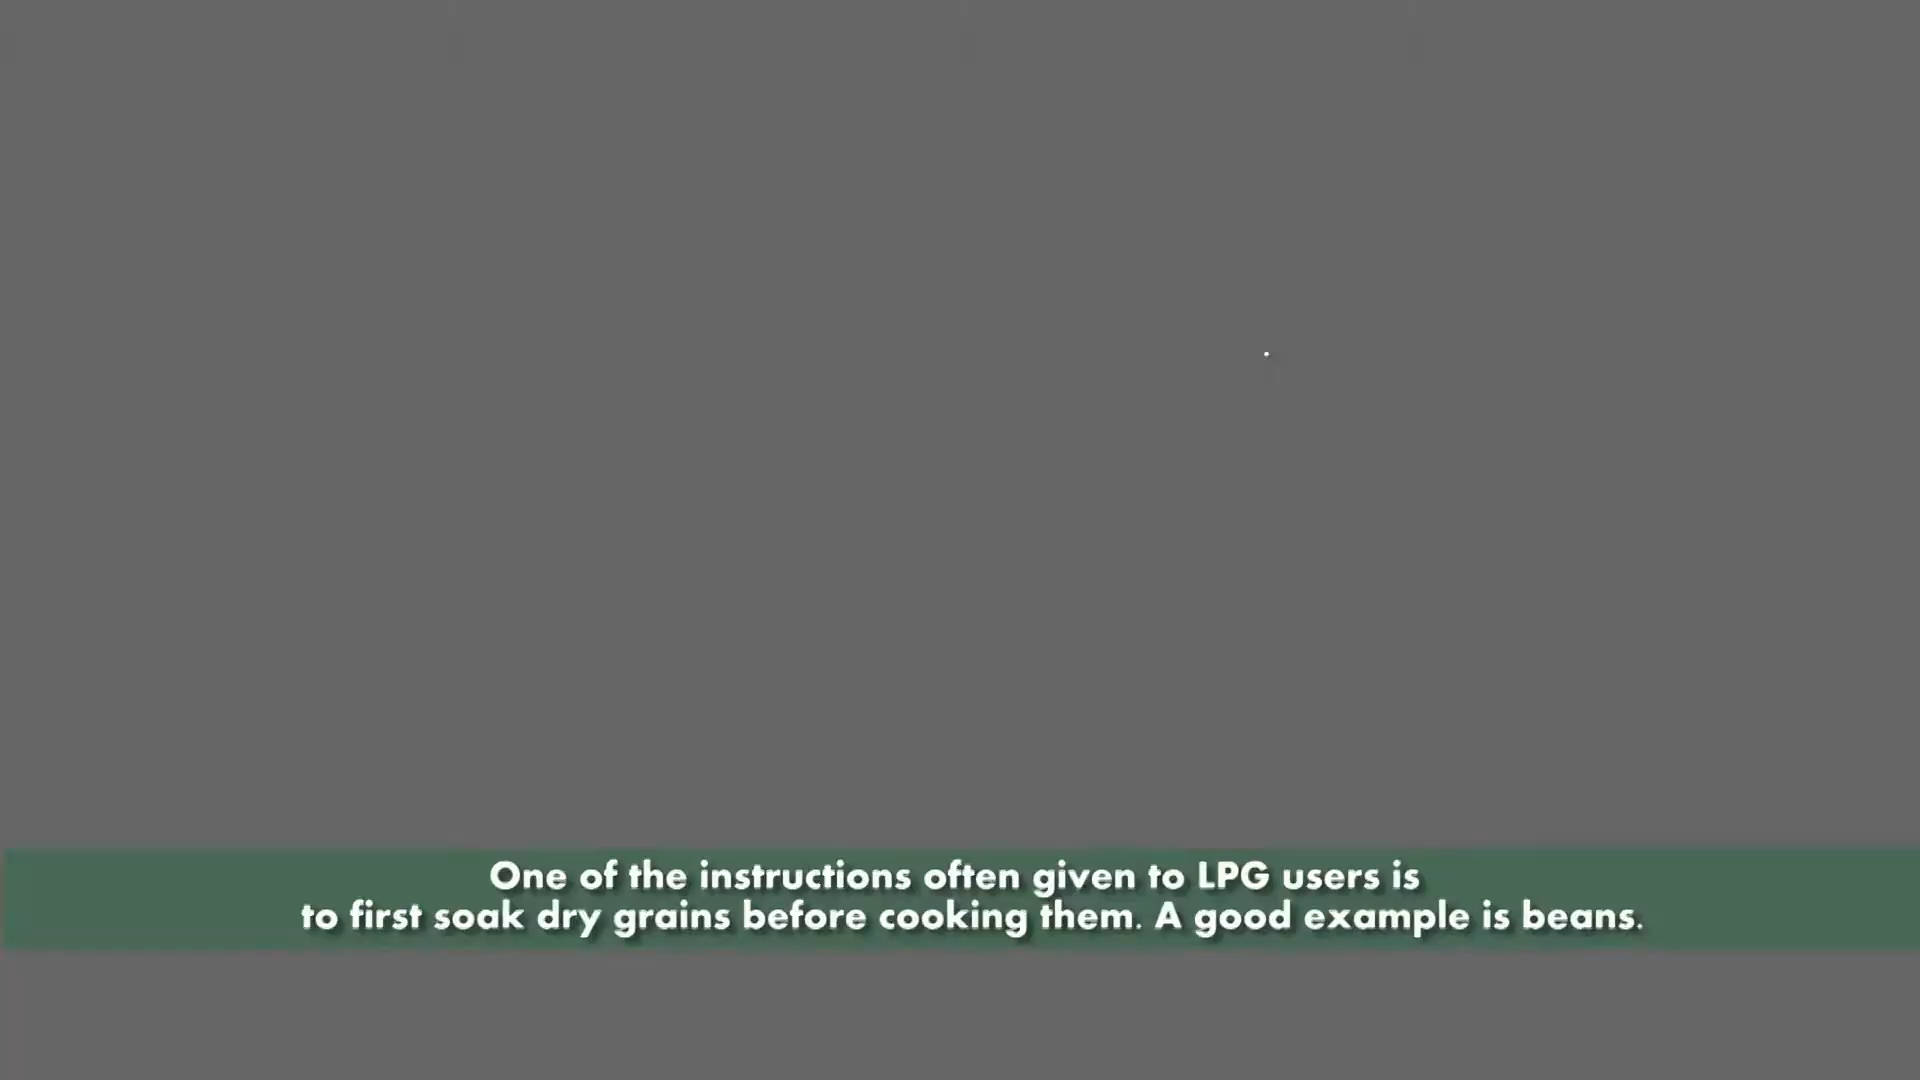 One of the instructions often given to LPG users is
to first soak dry grains before cooking them. A good example is beans.